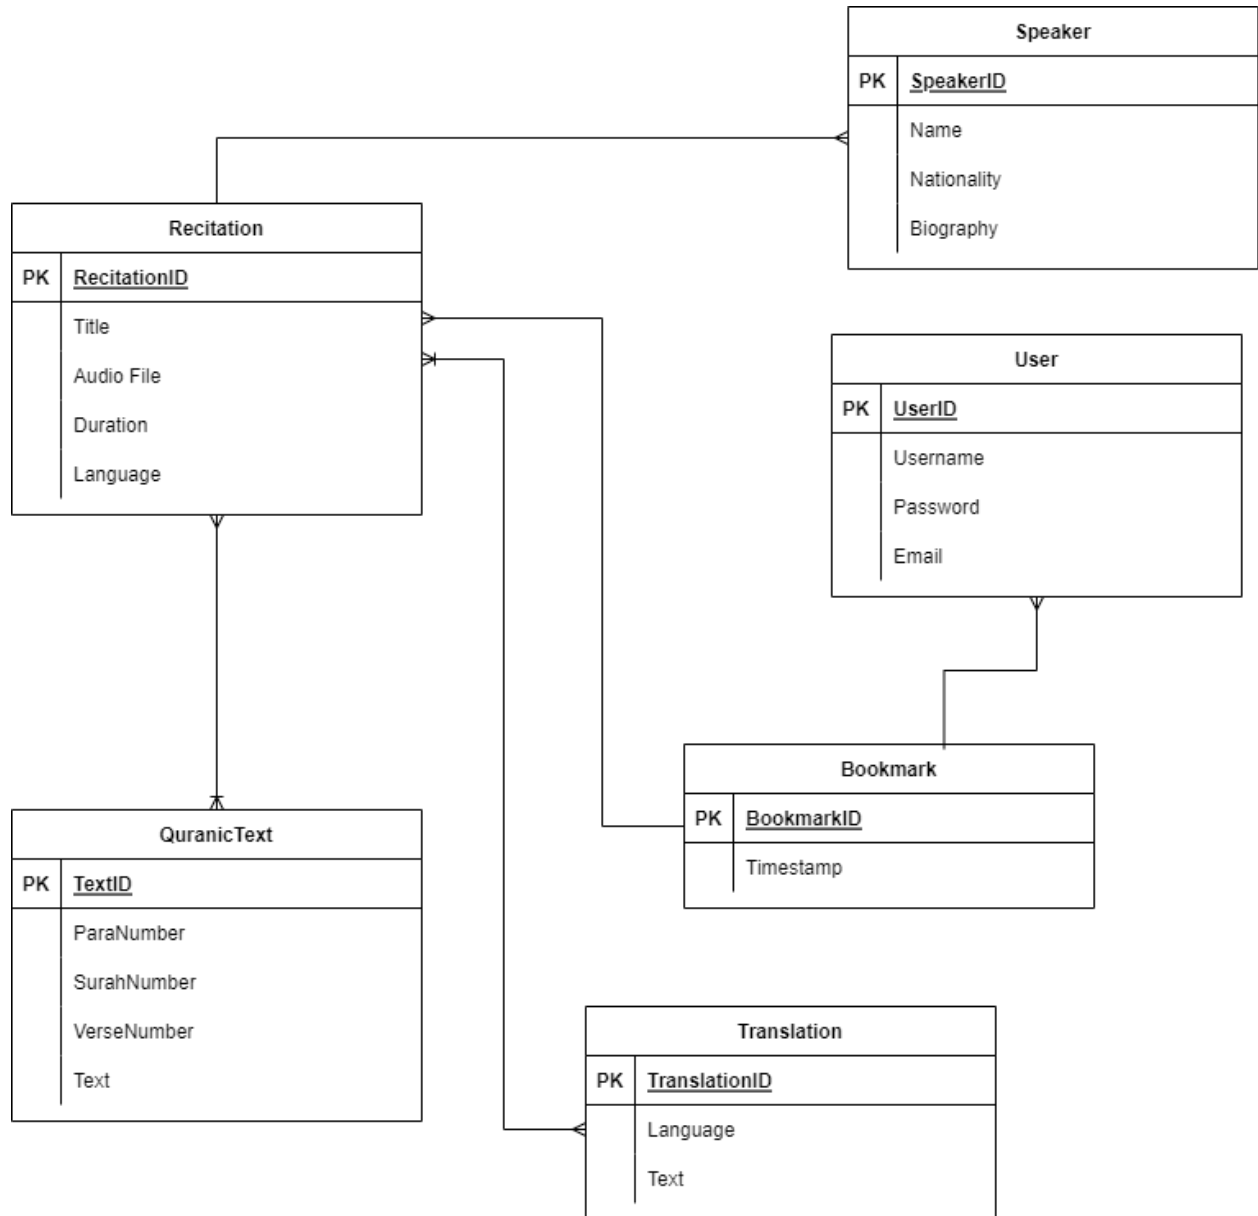 Speaker
PK SpeakerID
Name
Nationality
Biography
Recitation
PK RecitationID
Title
Audio File
Duration
Language
User
PK UserID
Username
Password
Email
Bookmark
PK BookmarkID
Timestamp
QuranicText
PK TextID
ParaNumber
SurahNumber
VerseNumber
Text
Translation
PK TranslationID
Language
Text